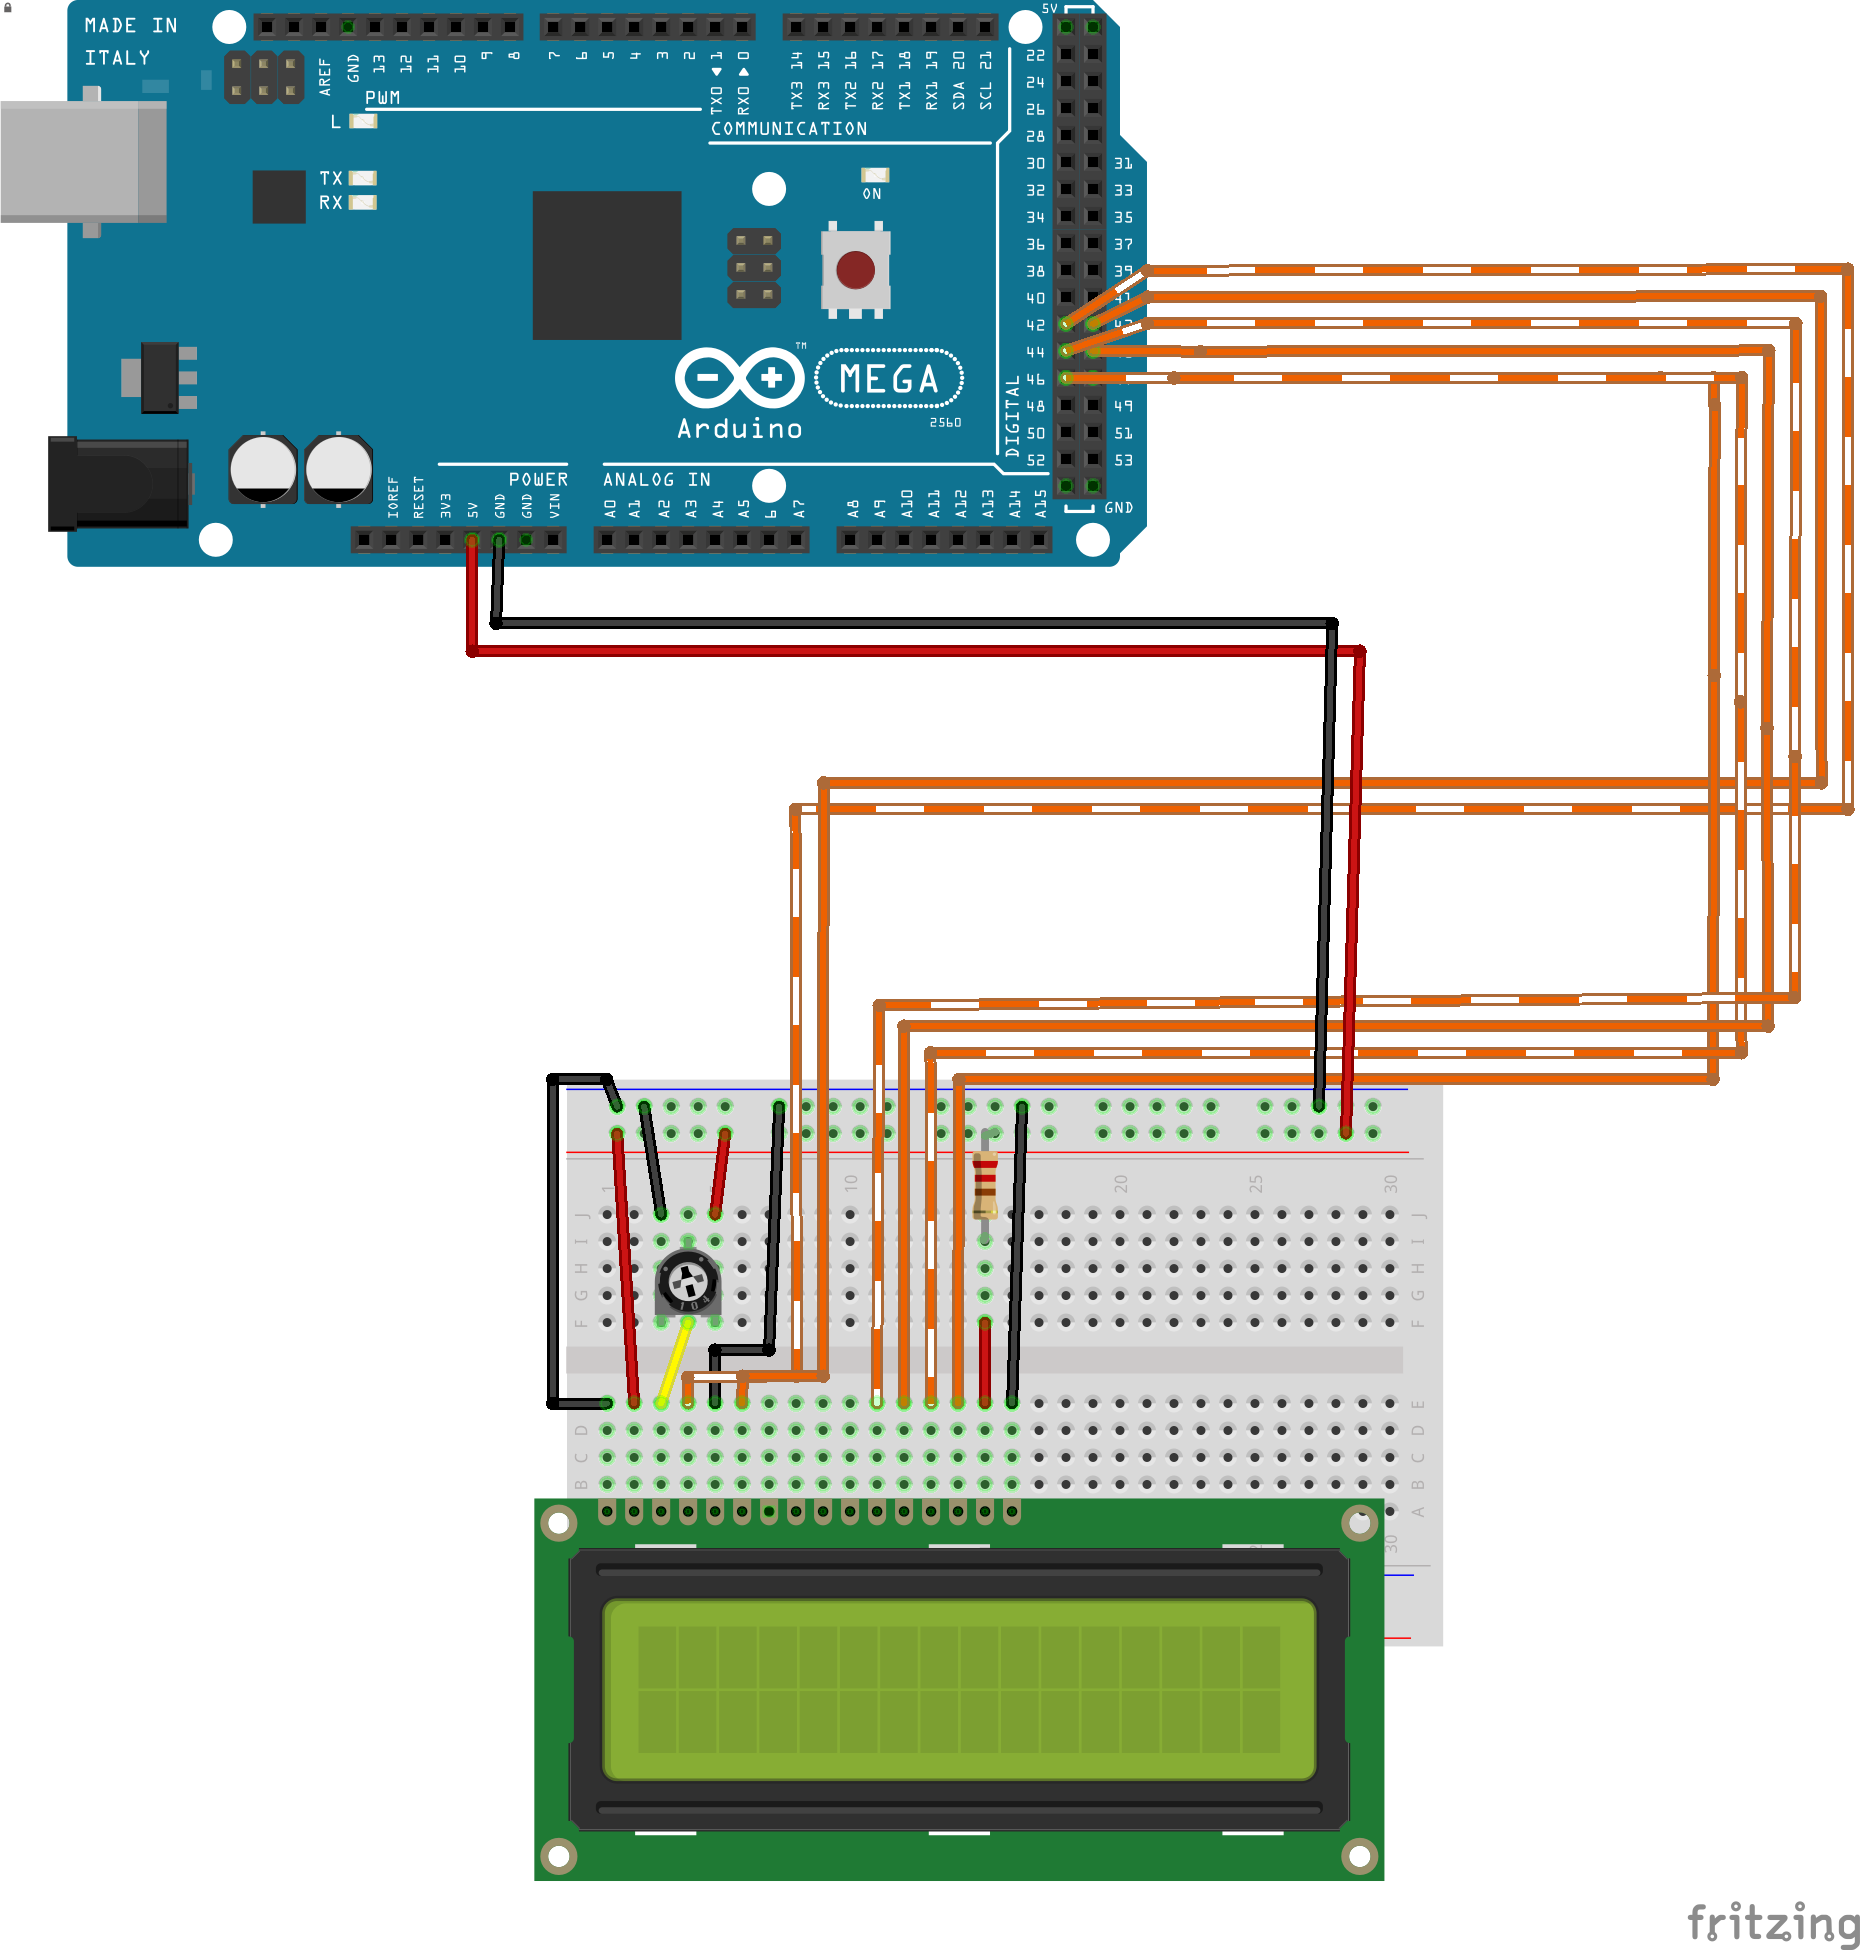 MADE IN
ITALY
AREF
GND
13
12
11
10
9
8
7
6
5
4
3
2
TX0 1
RX0 0
TX3 14
RX3 15
TX2 16
RX2 17
TX1 18
RX1 19
SDA 20
SCL 21
5V
PWM
COMMUNICATION
L
TX
RX
ON
22
24
26
28
30 31
32 33
34 35
36 37
38 39
40 41
42
44
46
48 49
50 51
52 53
GND
DIGITAL
TM
MEGA
Arduino
2560
POWER
ANALOG IN
IOREF
RESET
3V3
5V
GND
GND
VIN
A0
A1
A2
A3
A4
A5
6
A7
A8
A9
A10
A11
A12
A13
A14
A15
1
10
20
25
30
J J
I I
H H
G G
F F
E
D D
C C
B B
A
30
104
fritzing